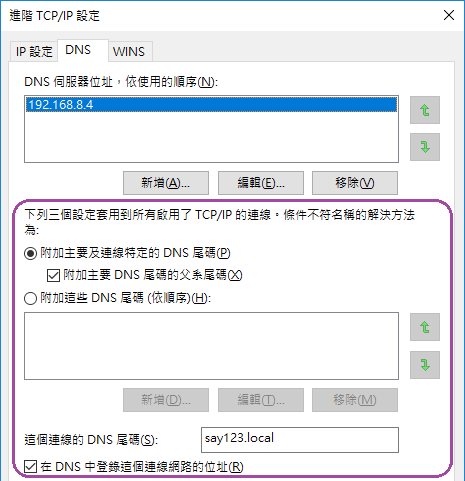 進階 TCP/IP 設定
IP 設定 DNS WINS
DNS 伺服器位址，依使用的順序(N):
192.168.8.4
新增(A)... 編輯(E)... 移除(V)
下列三個設定套用到所有啟用了 TCP/IP 的連線。條件不符名稱的解決方法
為:
附加主要及連線特定的 DNS 尾碼(P)
附加主要 DNS 尾碼的父系尾碼(X)
附加這些 DNS 尾碼 (依順序)(H):
新增(D)... 編輯(T)... 移除(M)
這個連線的 DNS 尾碼(S): say123.local
在 DNS 中登錄這個連線網路的位址(R)